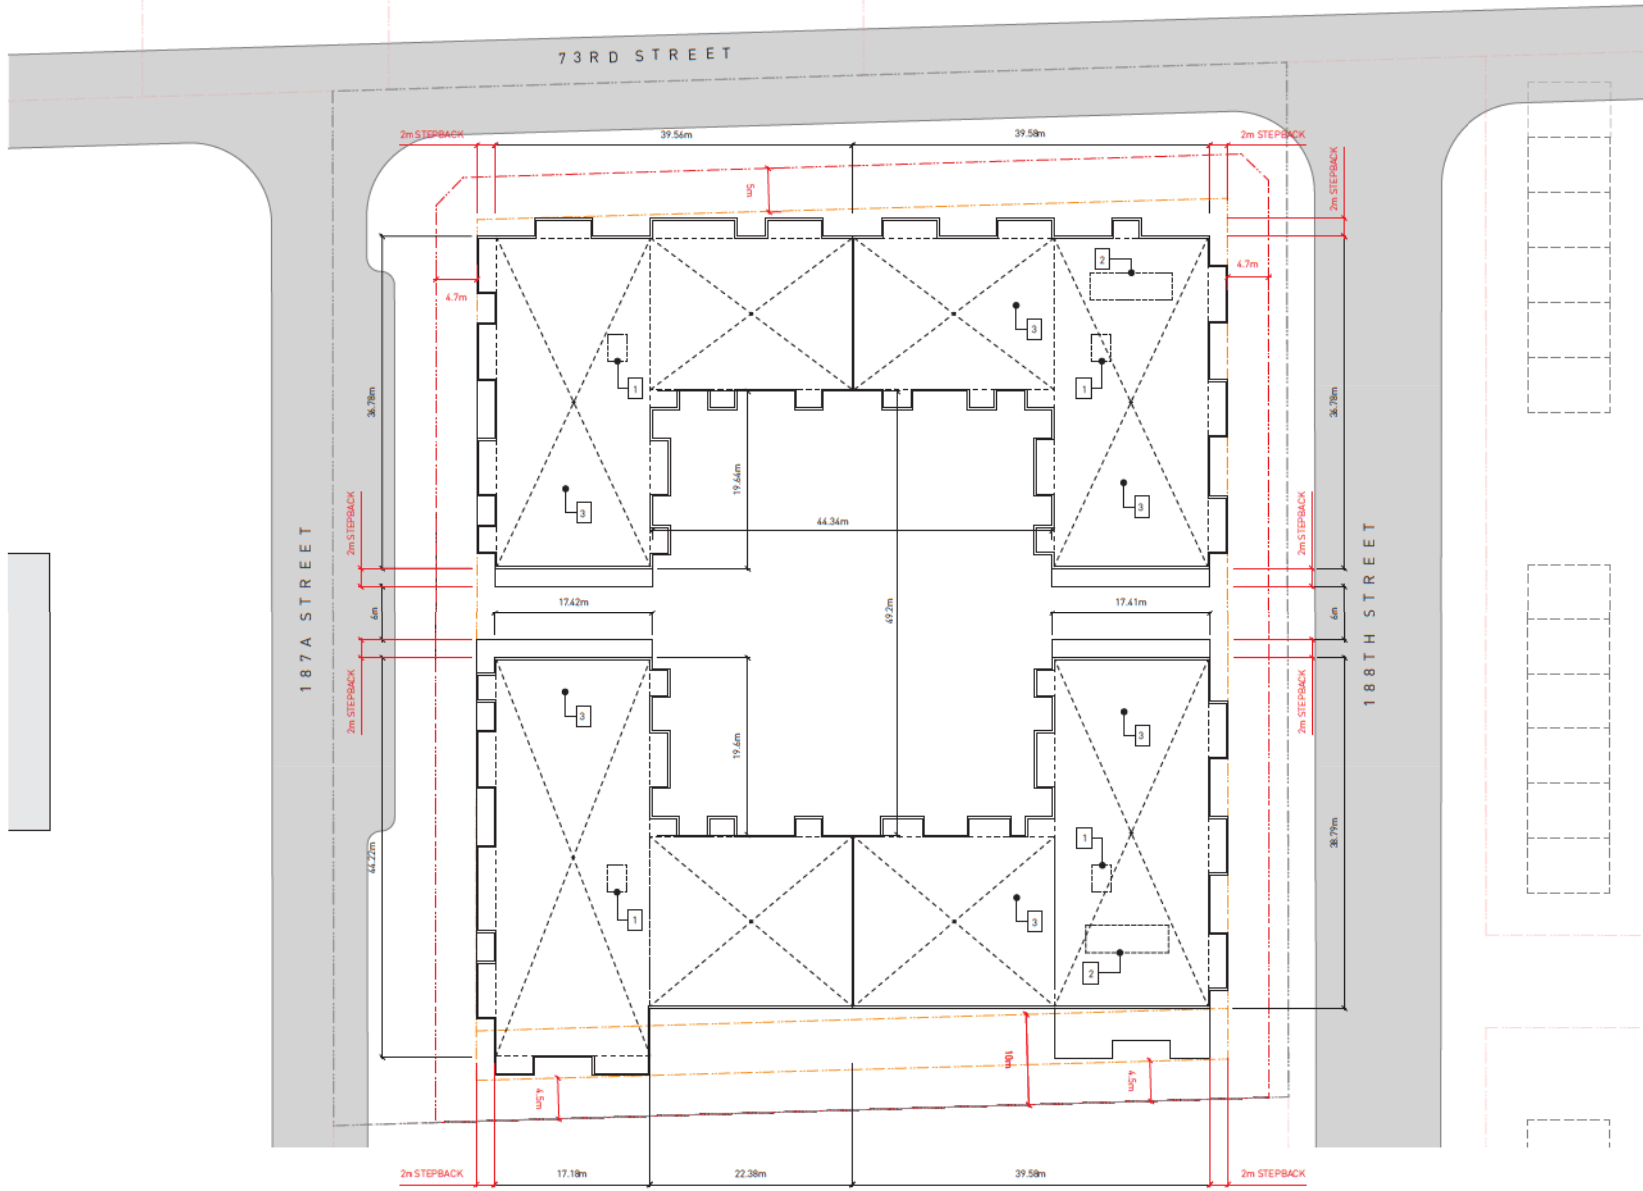 73RD STREET
2m STEPBACK
39.56m
39.58m
2m STEPBACK
2m STEPBACK
5m
2
4.7m
4.7m
3
1
1
36.78m
36.78m
19.64m
3
3
44.34m
2m STEPBACK
2m STEPBACK
187A STREET
188TH STREET
17.42m
17.41m
6m
49.2m
6m
2m STEPBACK
2m STEPBACK
3
3
19.6m
1
44.22m
38.79m
1
3
2
10m
4.5m
4.5m
2m STEPBACK
17.18m
22.38m
39.58m
2m STEPBACK